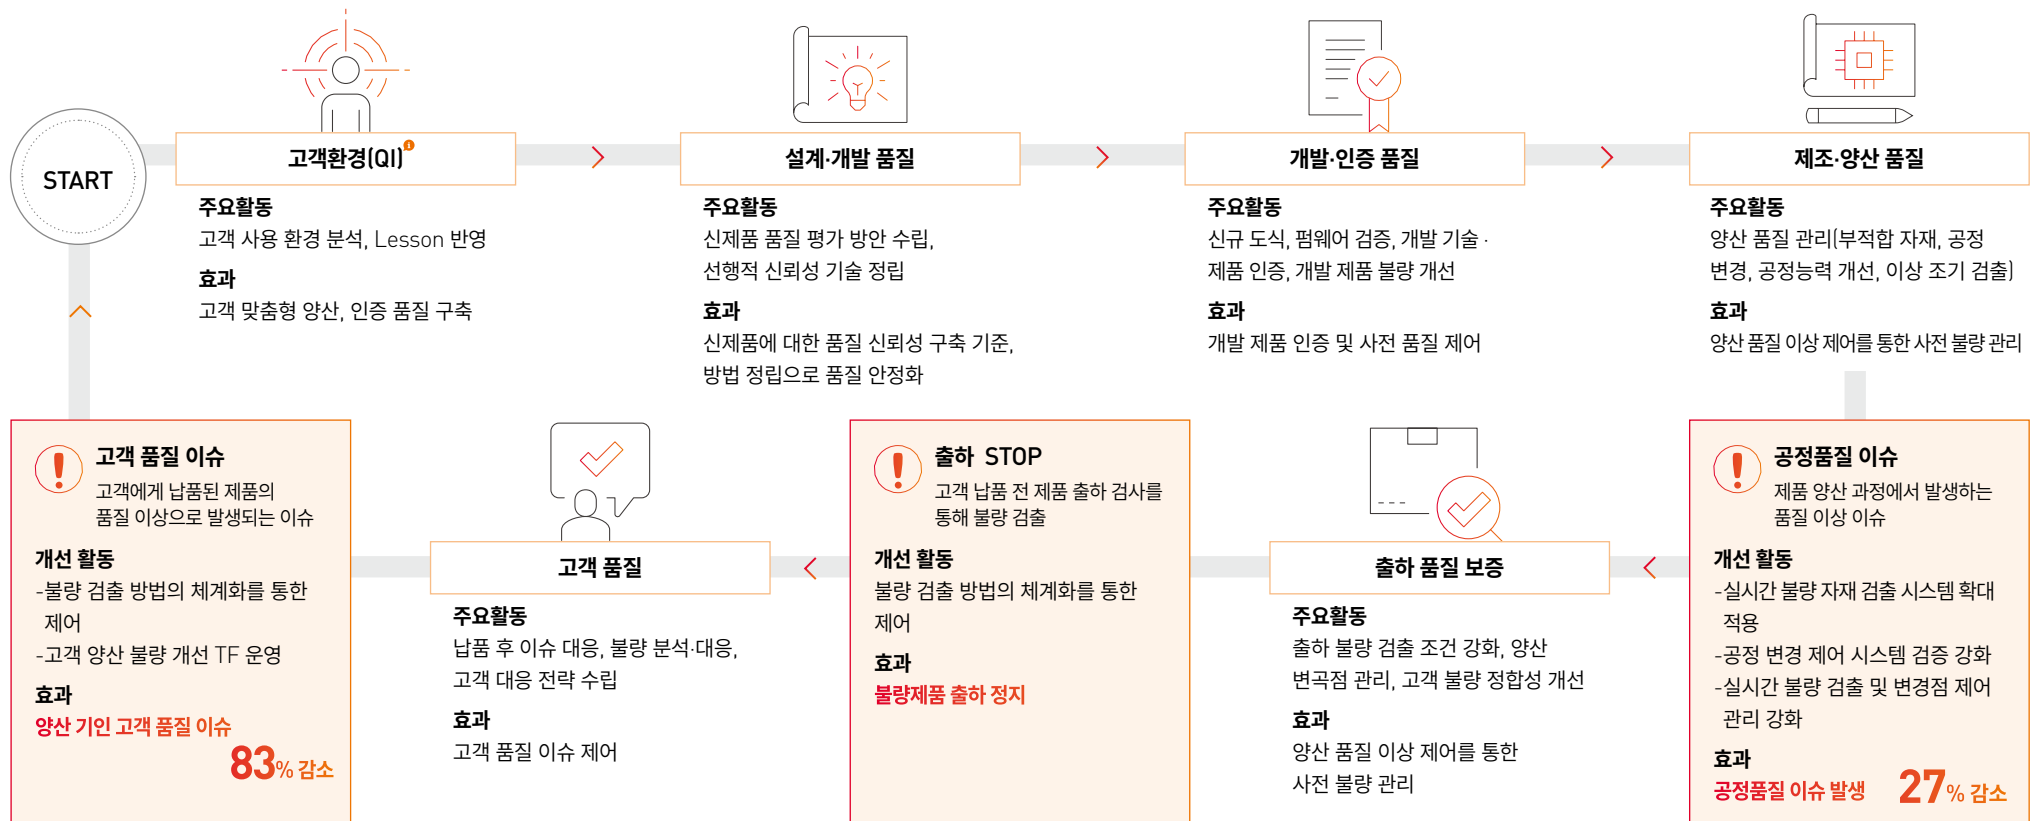 START
고객환경(QI)
주요활동
고객 사용 환경 분석, Lesson 반영
효과
고객 맞춤형 양산, 인증 품질 구축
설계·개발 품질
주요활동
신제품 품질 평가 방안 수립,
선행적 신뢰성 기술 정립
효과
신제품에 대한 품질 신뢰성 구축 기준,
방법 정립으로 품질 안정화
개발·인증 품질
주요활동
신규 도식, 펌웨어 검증, 개발 기술 ·
제품 인증, 개발 제품 불량 개선
효과
개발 제품 인증 및 사전 품질 제어
제조·양산 품질
주요활동
양산 품질 관리(부적합 자재, 공정
변경, 공정능력 개선, 이상 조기 검출)
효과
양산 품질 이상 제어를 통한 사전 불량 관리
공정품질 이슈
제품 양산 과정에서 발생하는
품질 이상 이슈
개선 활동
-실시간 불량 자재 검출 시스템 확대
적용
-공정 변경 제어 시스템 검증 강화
-실시간 불량 검출 및 변경점 제어
관리 강화
효과
공정품질 이슈 발생 27% 감소
출하 품질 보증
주요활동
출하 불량 검출 조건 강화, 양산
변곡점 관리, 고객 불량 정합성 개선
효과
양산 품질 이상 제어를 통한
사전 불량 관리
출하 STOP
고객 납품 전 제품 출하 검사를
통해 불량 검출
개선 활동
불량 검출 방법의 체계화를 통한
제어
효과
불량제품 출하 정지
고객 품질
주요활동
납품 후 이슈 대응, 불량 분석·대응,
고객 대응 전략 수립
효과
고객 품질 이슈 제어
고객 품질 이슈
고객에게 납품된 제품의
품질 이상으로 발생되는 이슈
개선 활동
-불량 검출 방법의 체계화를 통한
제어
-고객 양산 불량 개선 TF 운영
효과
양산 기인 고객 품질 이슈
83% 감소